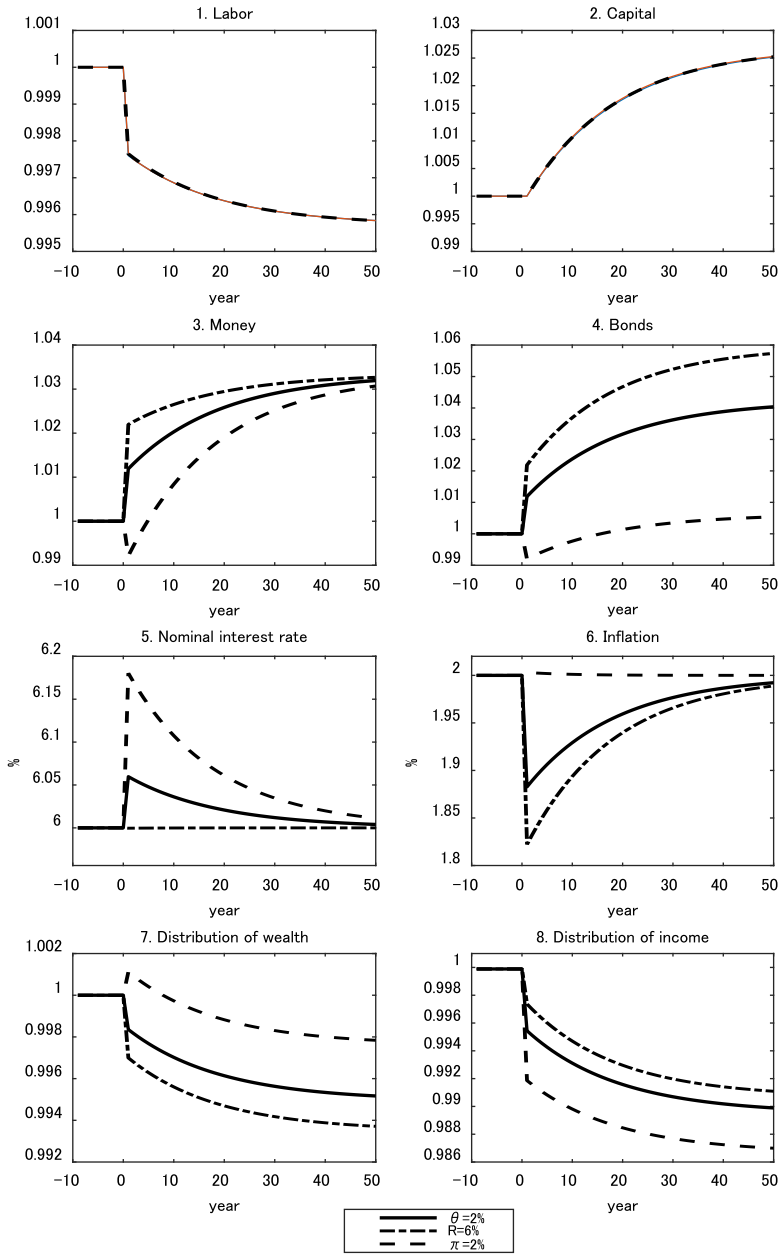 1. Labor
1.001
1
0.999
0.998
0.997
0.996
0.995
-10 0 10 20 30 40 50
year
2. Capital
1.03
1.025
1.02
1.015
1.01
1.005
1
0.995
0.99
-10 0 10 20 30 40 50
year
3. Money
1.04
1.03
1.02
1.01
1
0.99
-10 0 10 20 30 40 50
year
4. Bonds
1.06
1.05
1.04
1.03
1.02
1.01
1
0.99
-10 0 10 20 30 40 50
year
5. Nominal interest rate
6.2
6.15
6.1
6.05
6
%
-10 0 10 20 30 40 50
year
6. Inflation
2
1.95
1.9
1.85
1.8
%
-10 0 10 20 30 40 50
year
7. Distribution of wealth
1.002
1
0.998
0.996
0.994
0.992
-10 0 10 20 30 40 50
year
8. Distribution of income
1
0.998
0.996
0.994
0.992
0.99
0.988
0.986
-10 0 10 20 30 40 50
year
θ=2%
R=6%
π=2%